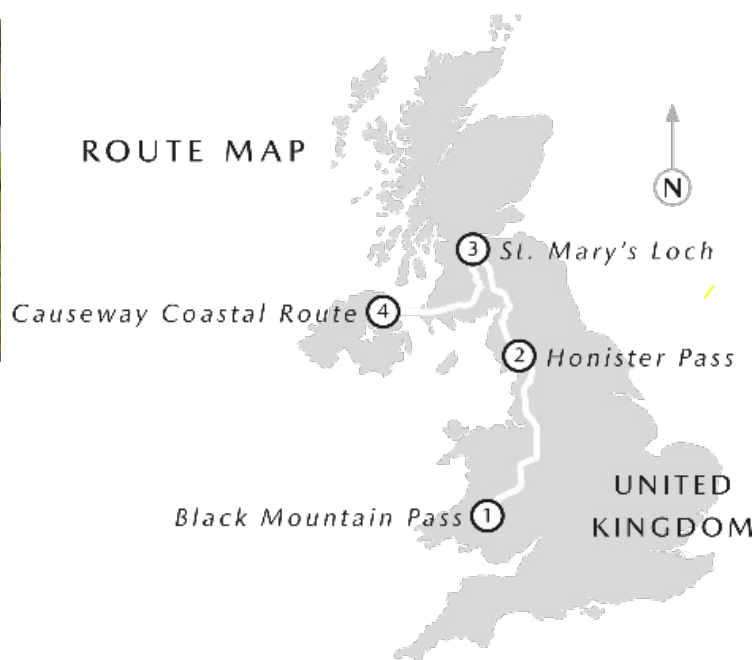 ROUTE MAP
N
3 St. Mary's Loch
Causeway Coastal Route 4
2 Honister Pass
UNITED
KINGDOM
Black Mountain Pass 1